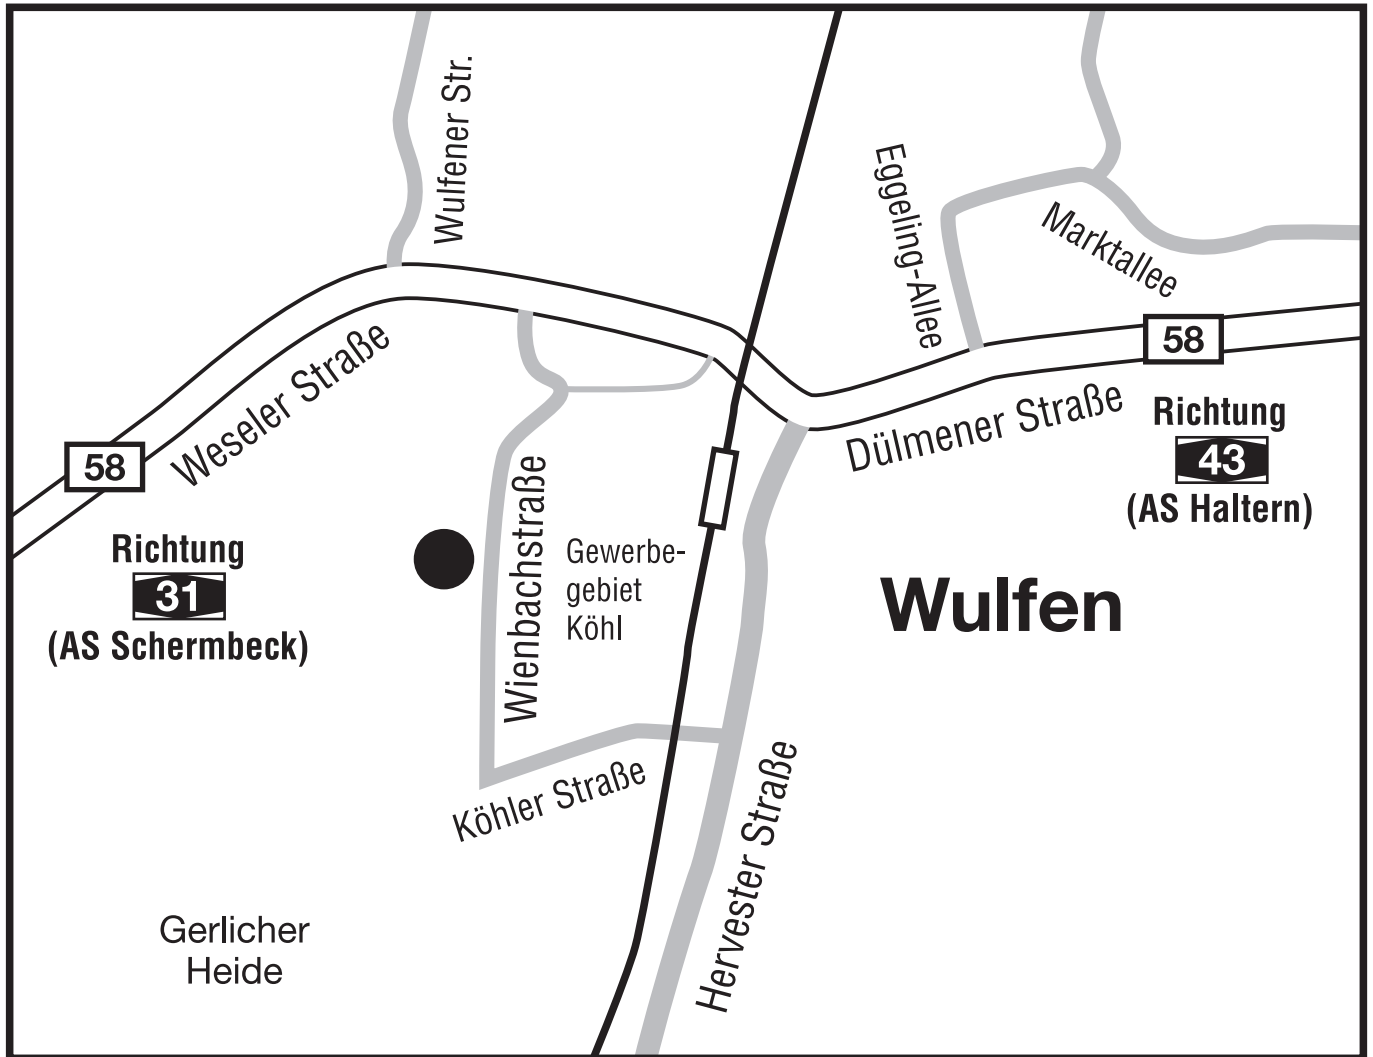 Wulfener Str.
Eggeling-Allee
Marktallee
58
Weseler Straße
Dülmener Straße
Richtung
43
(AS Haltern)
58
Richtung
31
(AS Schermbeck)
Wienbachstraße
Gewerbe-
gebiet
Köhl
Wulfen
Köhler Straße
Hervester Straße
Gerlicher
Heide